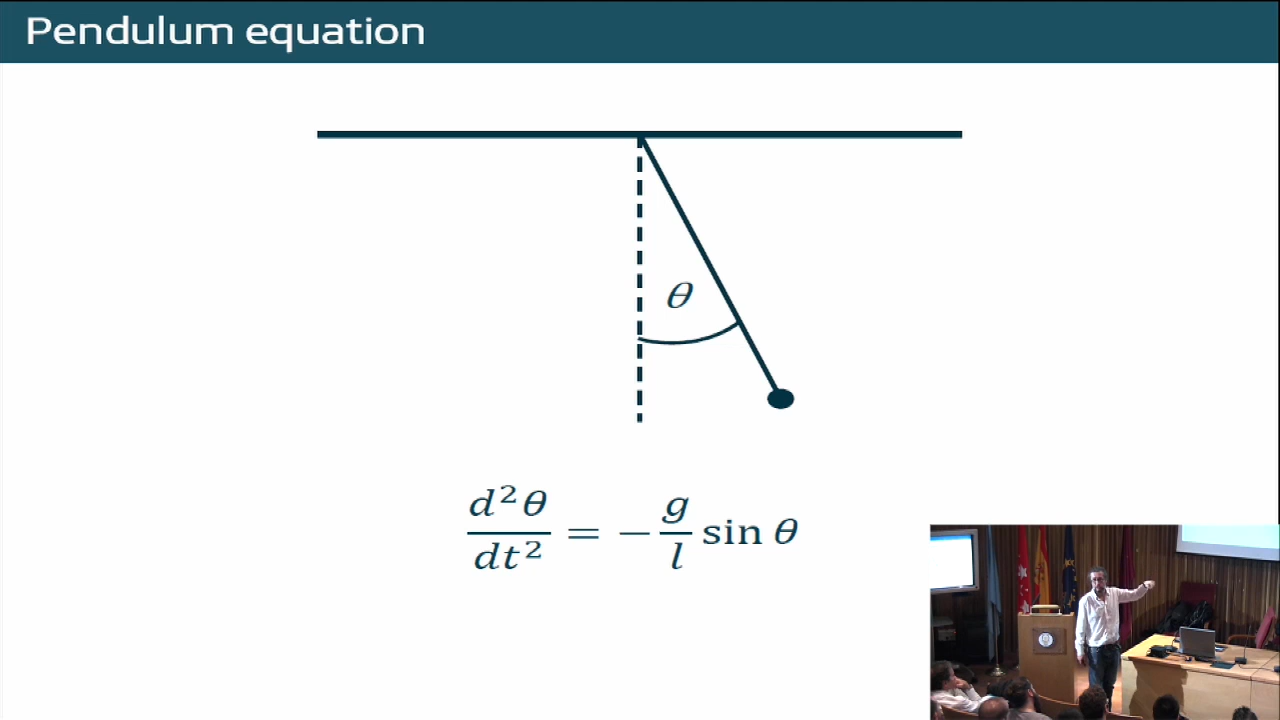 Pendulum equation
θ
d²θ/dt² = −g/l sin θ